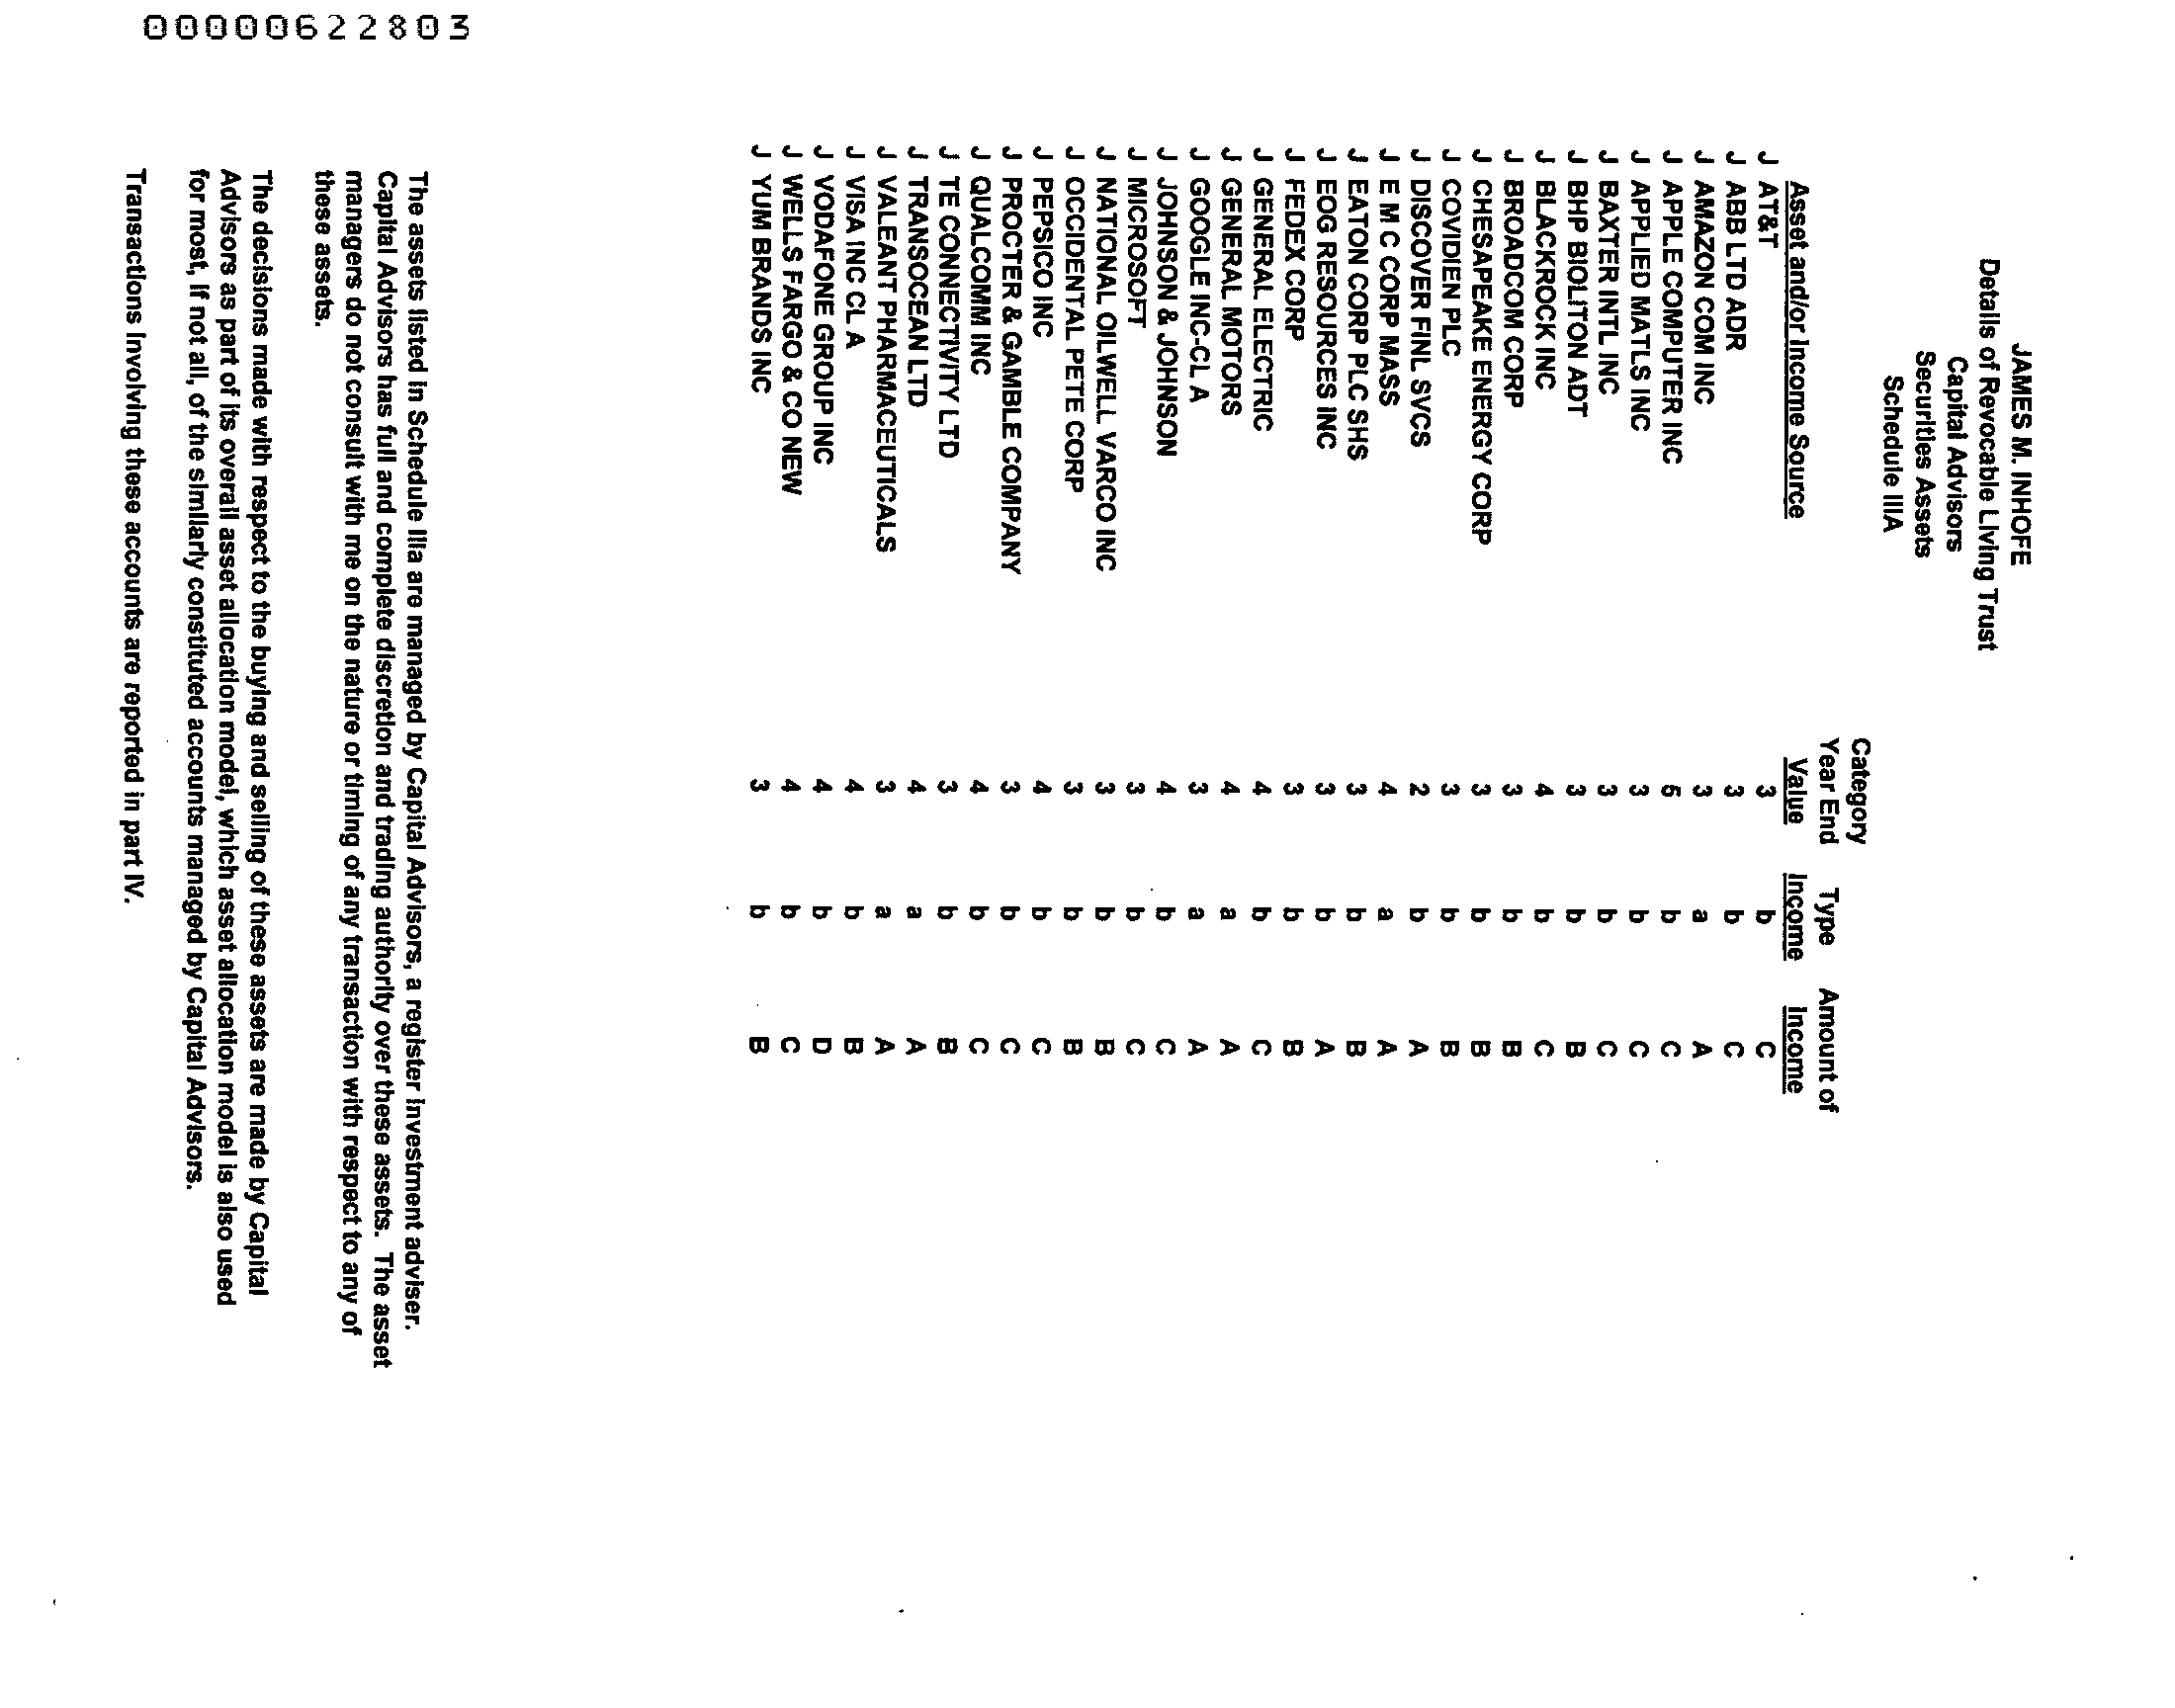 00000622803
JAMES M. INHOFE
Details of Revocable Living Trust
Capital Advisors
Securities Assets
Schedule IIIA
Category
Year End Type Amount of
Asset and/or Income Source Value Income Income
J AT&T 3 b C
J ABB LTD ADR 3 b C
J AMAZON COM INC 3 a A
J APPLE COMPUTER INC 5 b C
J APPLIED MATLS INC 3 b C
J BAXTER INTL INC 3 b C
J BHP BIOLITON ADT 3 b B
J BLACKROCK INC 4 b C
J BROADCOM CORP 3 b B
J CHESAPEAKE ENERGY CORP 3 b B
J COVIDIEN PLC 3 b B
J DISCOVER FINL SVCS 2 b A
J E M C CORP MASS 4 a A
J EATON CORP PLC SHS 3 b B
J EOG RESOURCES INC 3 b A
J FEDEX CORP 3 b B
J GENERAL ELECTRIC 4 b C
J GENERAL MOTORS 4 a A
J GOOGLE INC-CL A 3 a A
J JOHNSON & JOHNSON 4 b C
J MICROSOFT 3 b C
J NATIONAL OILWELL VARCO INC 3 b B
J OCCIDENTAL PETE CORP 3 b B
J PEPSICO INC 4 b C
J PROCTER & GAMBLE COMPANY 3 b C
J QUALCOMM INC 4 b C
J TE CONNECTIVITY LTD 3 b B
J TRANSOCEAN LTD 4 a A
J VALEANT PHARMACEUTICALS 3 a A
J VISA INC CL A 4 b B
J VODAFONE GROUP INC 4 b D
J WELLS FARGO & CO NEW 4 b C
J YUM BRANDS INC 3 b B
The assets listed in Schedule IIIa are managed by Capital Advisors, a register investment adviser.
Capital Advisors has full and complete discretion and trading authority over these assets. The asset
managers do not consult with me on the nature or timing of any transaction with respect to any of
these assets.
The decisions made with respect to the buying and selling of these assets are made by Capital
Advisors as part of its overall asset allocation model, which asset allocation model is also used
for most, if not all, of the similarly constituted accounts managed by Capital Advisors.
Transactions involving these accounts are reported in part IV.